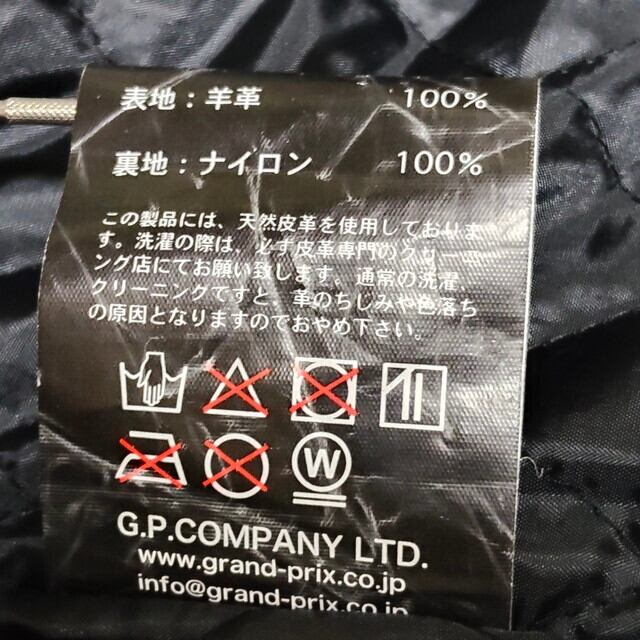 表地：羊革 100%
裏地：ナイロン 100%
この製品には、天然皮革を使用しておりま
す。洗濯の際は、必ず皮革専門のクリーニ
ング店にてお願い致します。通常の洗濯、
クリーニングですと、革のちじみや色落ち
の原因となりますのでおやめ下さい。
W
G.P.COMPANY LTD.
www.grand-prix.co.jp
info@grand-prix.co.jp